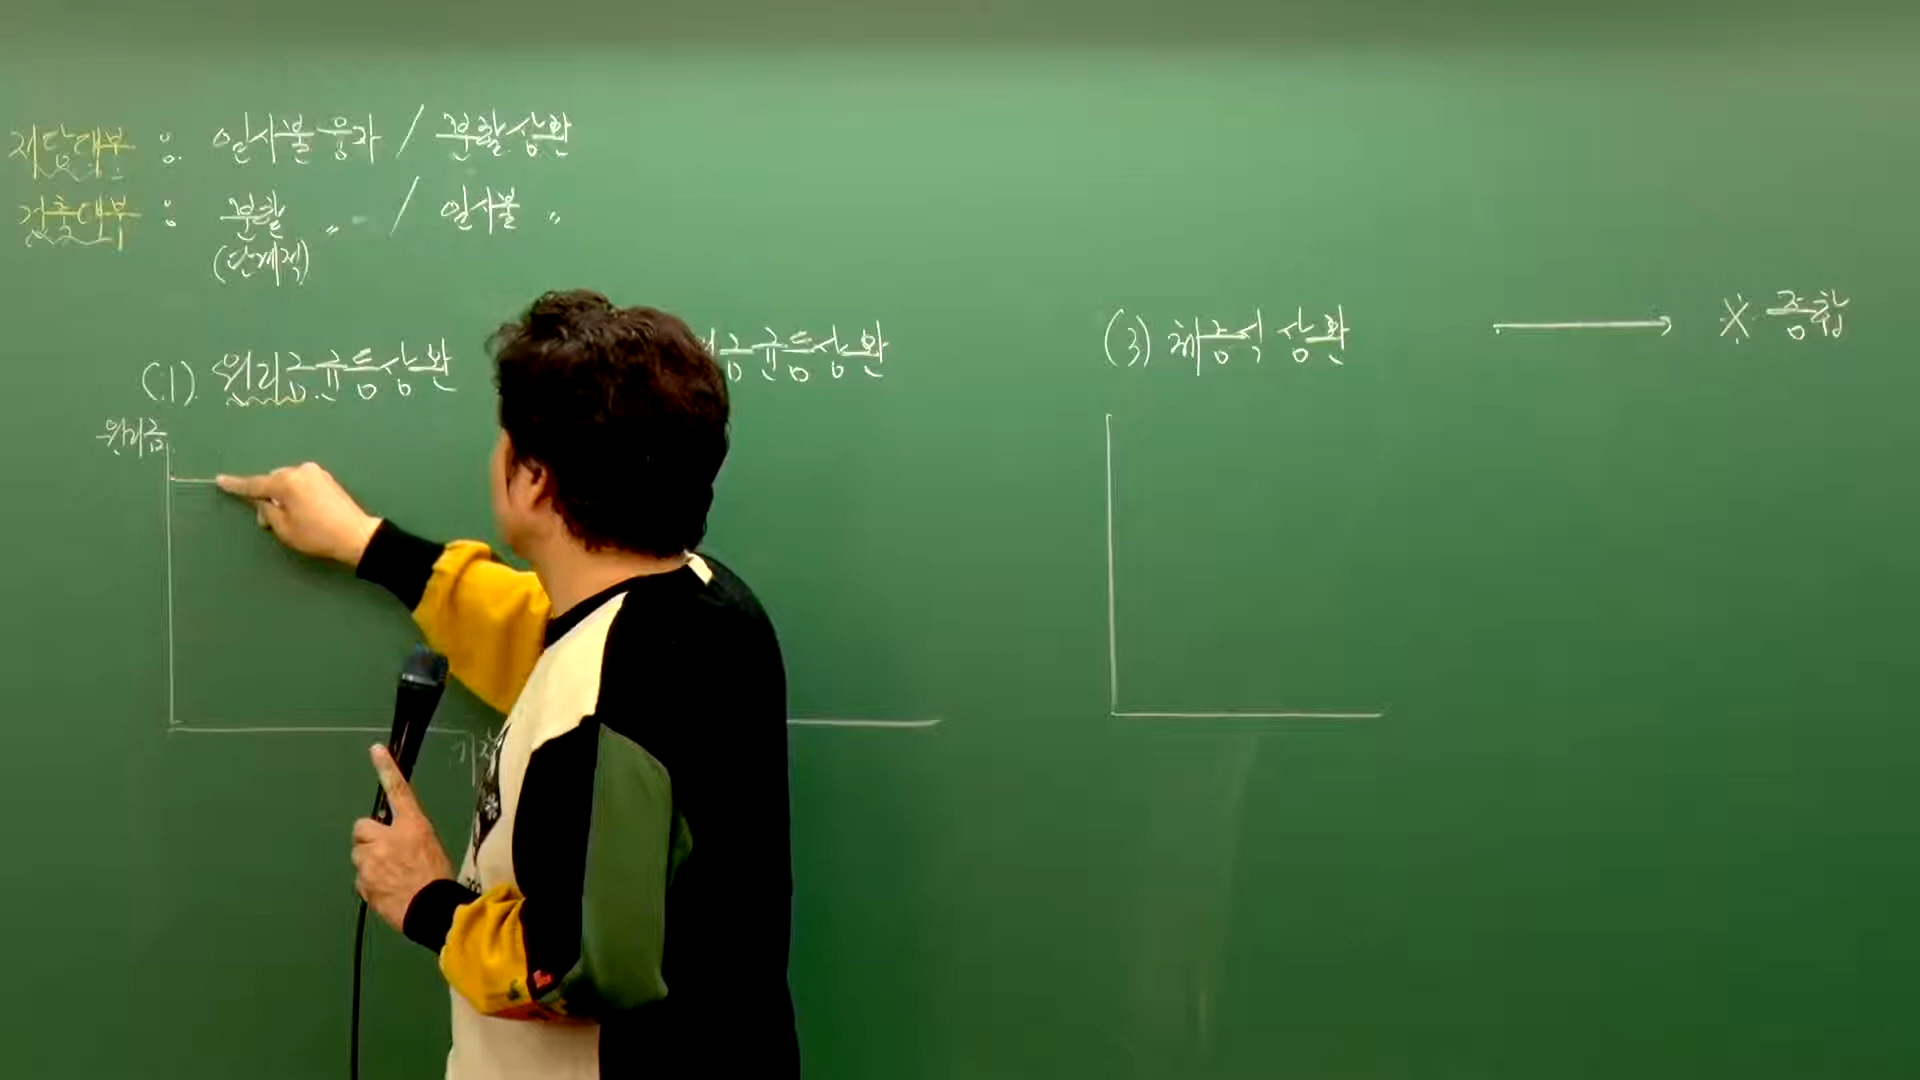 저당대부 : 일시불융자 / 분할상환
건축대부 : 분할 〃 / 일시불 〃
(단계적)
(1) 원리금균등상환
금균등상환
(3) 체증식 상환 → ※ 종합
원리금